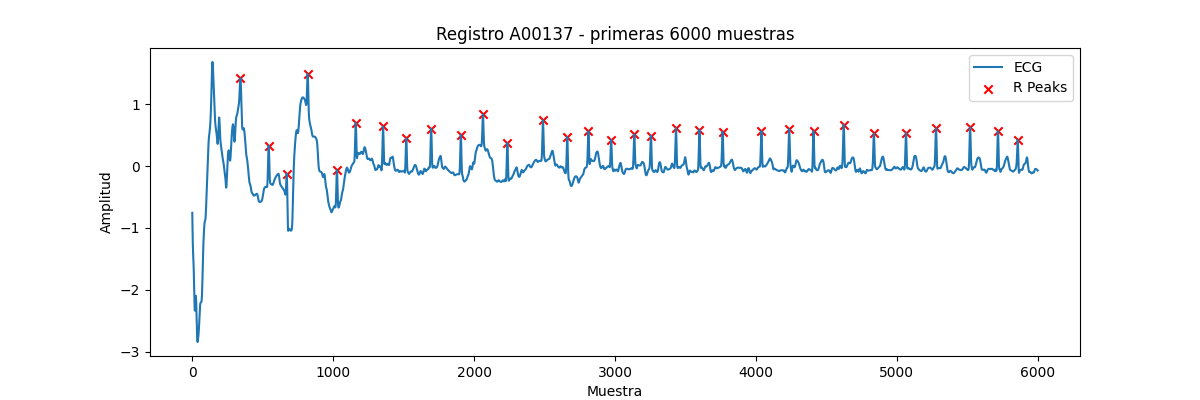 Registro A00137 - primeras 6000 muestras
ECG
R Peaks
Amplitud
1
0
−1
−2
−3
0 1000 2000 3000 4000 5000 6000
Muestra